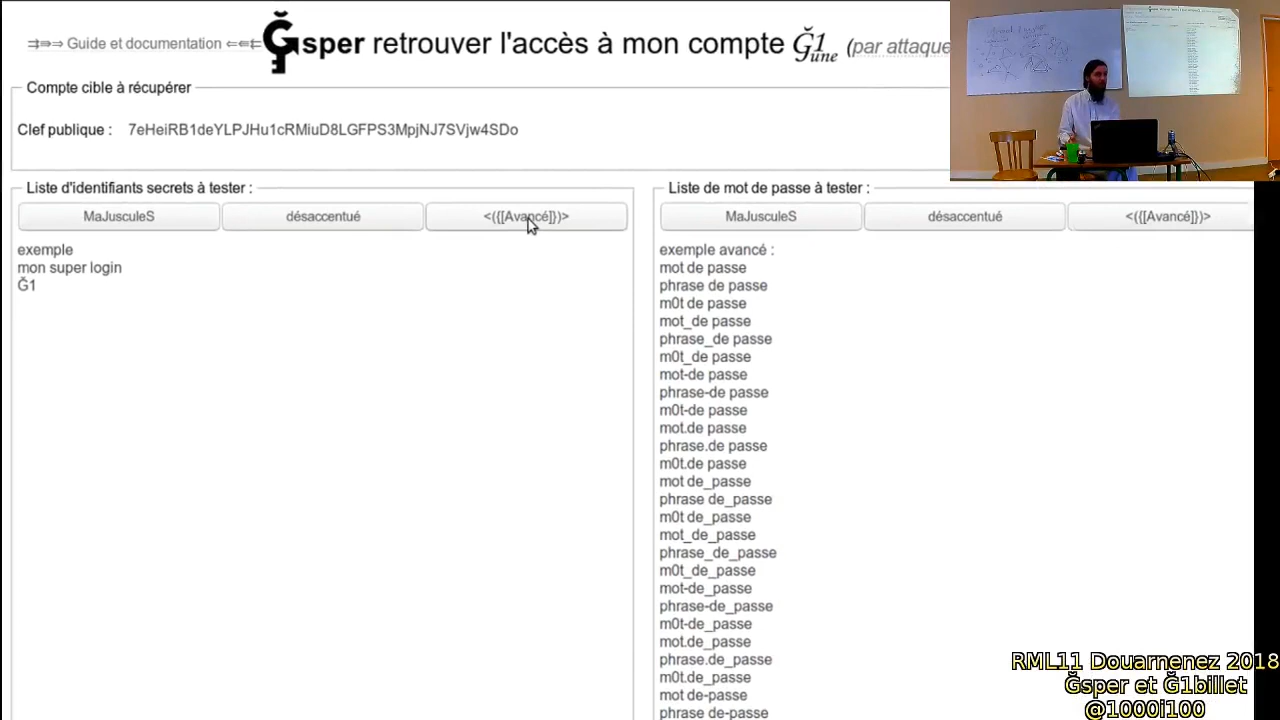 ⇉⇛⇒ Guide et documentation ⇐⇚⇇ Ğsper retrouver l'accès à mon compte Ğ1une (par attaque
Compte cible à récupérer
Clef publique : 7eHeiRB1deYLPJHu1cRMiuD8LGFPS3MpjNJ7SVjw4SDo
Liste d'identifiants secrets à tester :
MaJusculeS désaccentué <({[Avancé]})>
exemple
mon super login
Ğ1
Liste de mot de passe à tester :
MaJusculeS désaccentué <({[Avancé]})>
exemple avancé :
mot de passe
phrase de passe
m0t de passe
mot_de passe
phrase_de passe
m0t_de passe
mot-de passe
phrase-de passe
m0t-de passe
mot.de passe
phrase.de passe
m0t.de passe
mot de_passe
phrase de_passe
m0t de_passe
mot_de_passe
phrase_de_passe
m0t_de_passe
mot-de_passe
phrase-de_passe
m0t-de_passe
mot.de_passe
phrase.de_passe
m0t.de_passe
mot de-passe
phrase de-passe
RML11 Douarnenez 2018
Ğsper et Ğ1billet
@1000i100